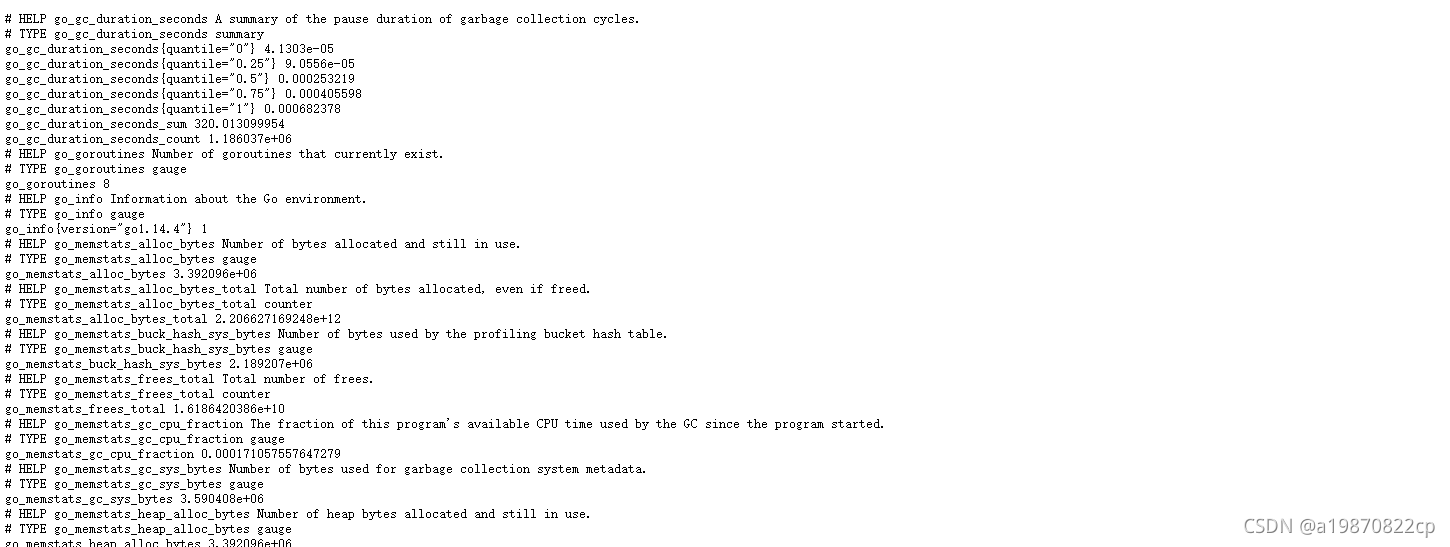 # HELP go_gc_duration_seconds A summary of the pause duration of garbage collection cycles.
# TYPE go_gc_duration_seconds summary
go_gc_duration_seconds{quantile="0"} 4.1303e-05
go_gc_duration_seconds{quantile="0.25"} 9.0556e-05
go_gc_duration_seconds{quantile="0.5"} 0.000253219
go_gc_duration_seconds{quantile="0.75"} 0.000405598
go_gc_duration_seconds{quantile="1"} 0.000682378
go_gc_duration_seconds_sum 320.013099954
go_gc_duration_seconds_count 1.186037e+06
# HELP go_goroutines Number of goroutines that currently exist.
# TYPE go_goroutines gauge
go_goroutines 8
# HELP go_info Information about the Go environment.
# TYPE go_info gauge
go_info{version="go1.14.4"} 1
# HELP go_memstats_alloc_bytes Number of bytes allocated and still in use.
# TYPE go_memstats_alloc_bytes gauge
go_memstats_alloc_bytes 3.392096e+06
# HELP go_memstats_alloc_bytes_total Total number of bytes allocated, even if freed.
# TYPE go_memstats_alloc_bytes_total counter
go_memstats_alloc_bytes_total 2.206627169248e+12
# HELP go_memstats_buck_hash_sys_bytes Number of bytes used by the profiling bucket hash table.
# TYPE go_memstats_buck_hash_sys_bytes gauge
go_memstats_buck_hash_sys_bytes 2.189207e+06
# HELP go_memstats_frees_total Total number of frees.
# TYPE go_memstats_frees_total counter
go_memstats_frees_total 1.6186420386e+10
# HELP go_memstats_gc_cpu_fraction The fraction of this program's available CPU time used by the GC since the program started.
# TYPE go_memstats_gc_cpu_fraction gauge
go_memstats_gc_cpu_fraction 0.000171057557647279
# HELP go_memstats_gc_sys_bytes Number of bytes used for garbage collection system metadata.
# TYPE go_memstats_gc_sys_bytes gauge
go_memstats_gc_sys_bytes 3.590408e+06
# HELP go_memstats_heap_alloc_bytes Number of heap bytes allocated and still in use.
# TYPE go_memstats_heap_alloc_bytes gauge
go_memstats_heap_alloc_bytes 3.392096e+06
CSDN @a19870822cp